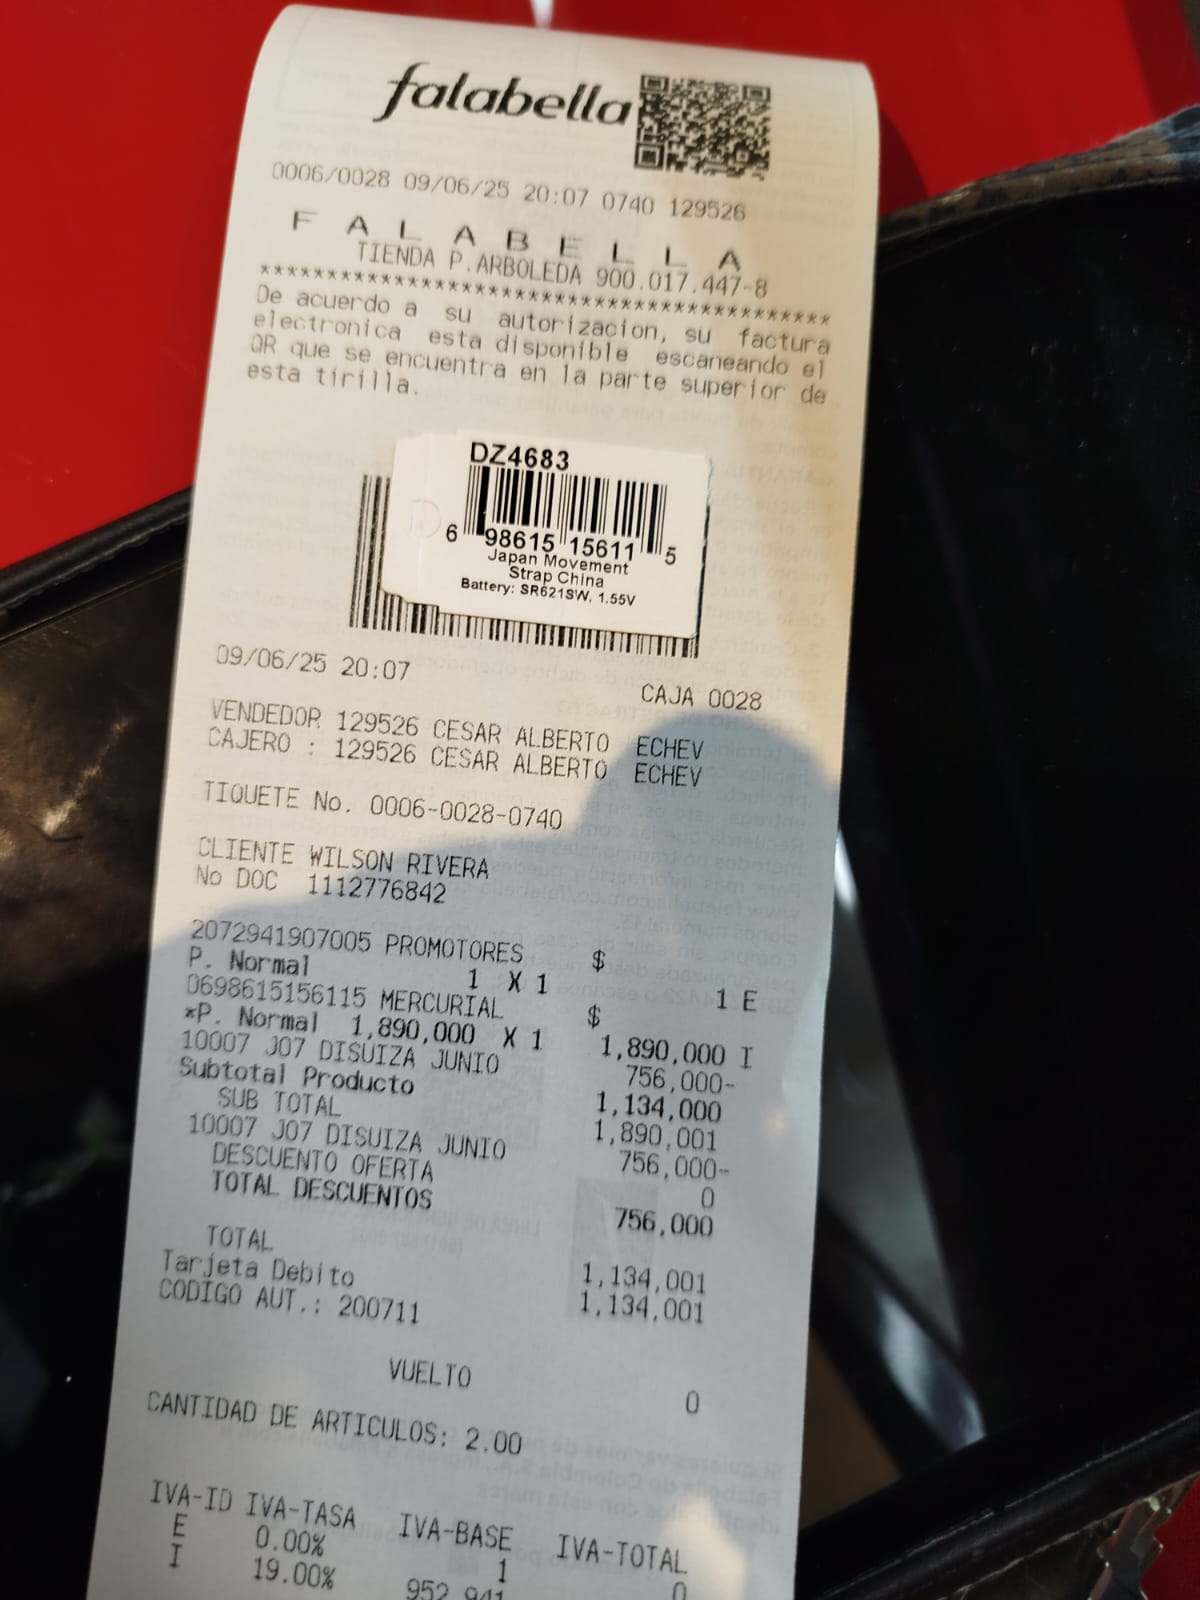 falabella
0006/0028 09/06/25 20:07 0740 129526
F A L A B E L L A
TIENDA P.ARBOLEDA 900.017.447-8
******************************************
De acuerdo a su autorizacion, su factura
electronica esta disponible escaneando el
QR que se encuentra en la parte superior de
esta tirilla.
DZ4683
6 98615 15611 5
Japan Movement
Strap China
Battery: SR621SW, 1.55V
09/06/25 20:07 CAJA 0028
VENDEDOR 129526 CESAR ALBERTO ECHEV
CAJERO : 129526 CESAR ALBERTO ECHEV
TIQUETE No. 0006-0028-0740
CLIENTE WILSON RIVERA
No DOC 1112776842
2072941907005 PROMOTORES $
P. Normal 1 X 1 1 E
0698615156115 MERCURIAL $
*P. Normal 1,890,000 X 1 1,890,000 I
10007 J07 DISUIZA JUNIO 756,000-
Subtotal Producto 1,134,000
SUB TOTAL 1,890,001
10007 J07 DISUIZA JUNIO 756,000-
DESCUENTO OFERTA 0
TOTAL DESCUENTOS 756,000
TOTAL 1,134,001
Tarjeta Debito 1,134,001
CODIGO AUT.: 200711
VUELTO 0
CANTIDAD DE ARTICULOS: 2.00
IVA-ID IVA-TASA IVA-BASE IVA-TOTAL
E 0.00% 1 0
I 19.00% 952,941